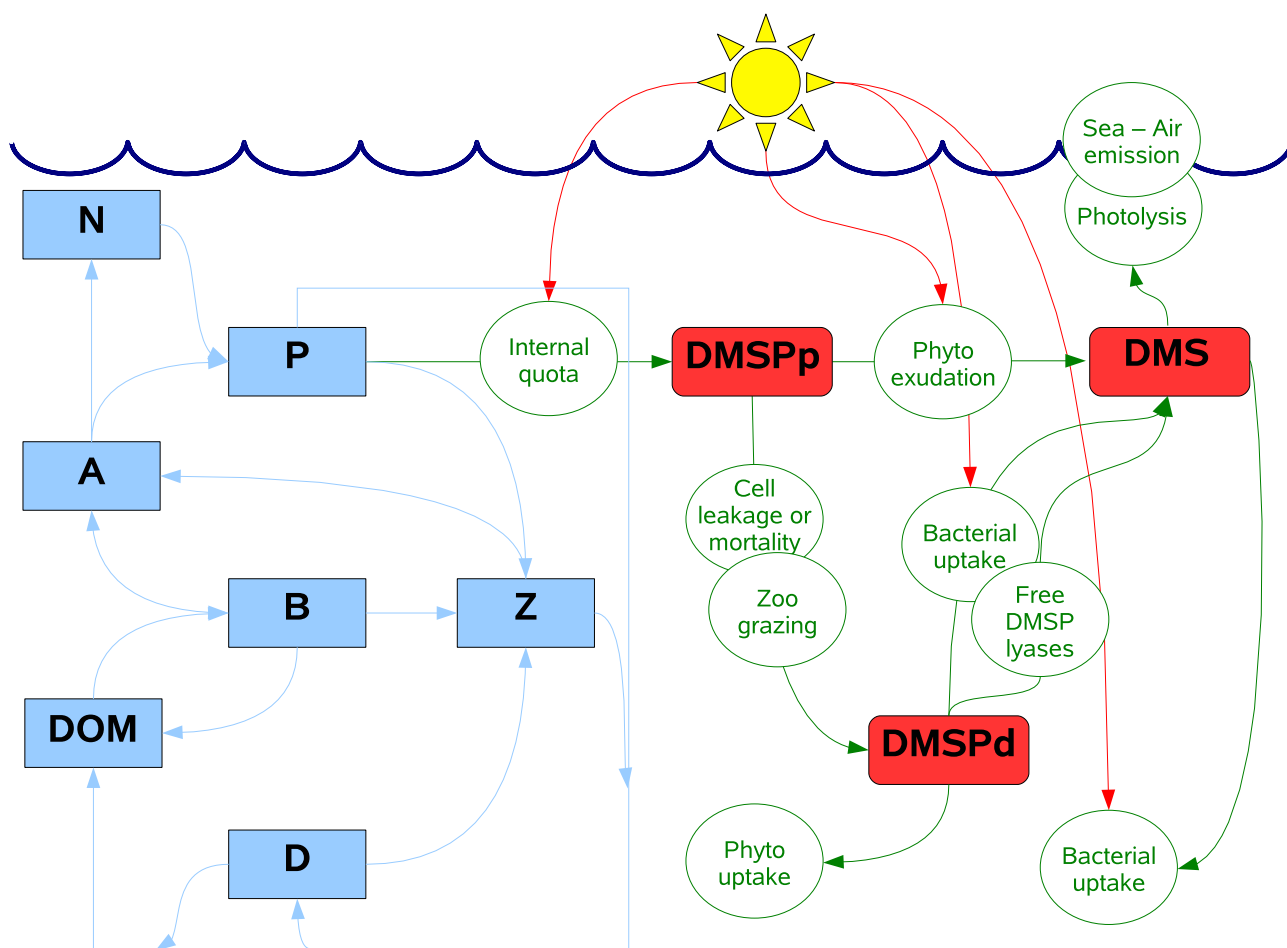 Sea – Air
emission
Photolysis
N
P
Internal
quota
DMSPp
Phyto
exudation
DMS
A
Cell
leakage or
mortality
Bacterial
uptake
B
Z
Zoo
grazing
Free
DMSP
lyases
DOM
DMSPd
D
Phyto
uptake
Bacterial
uptake